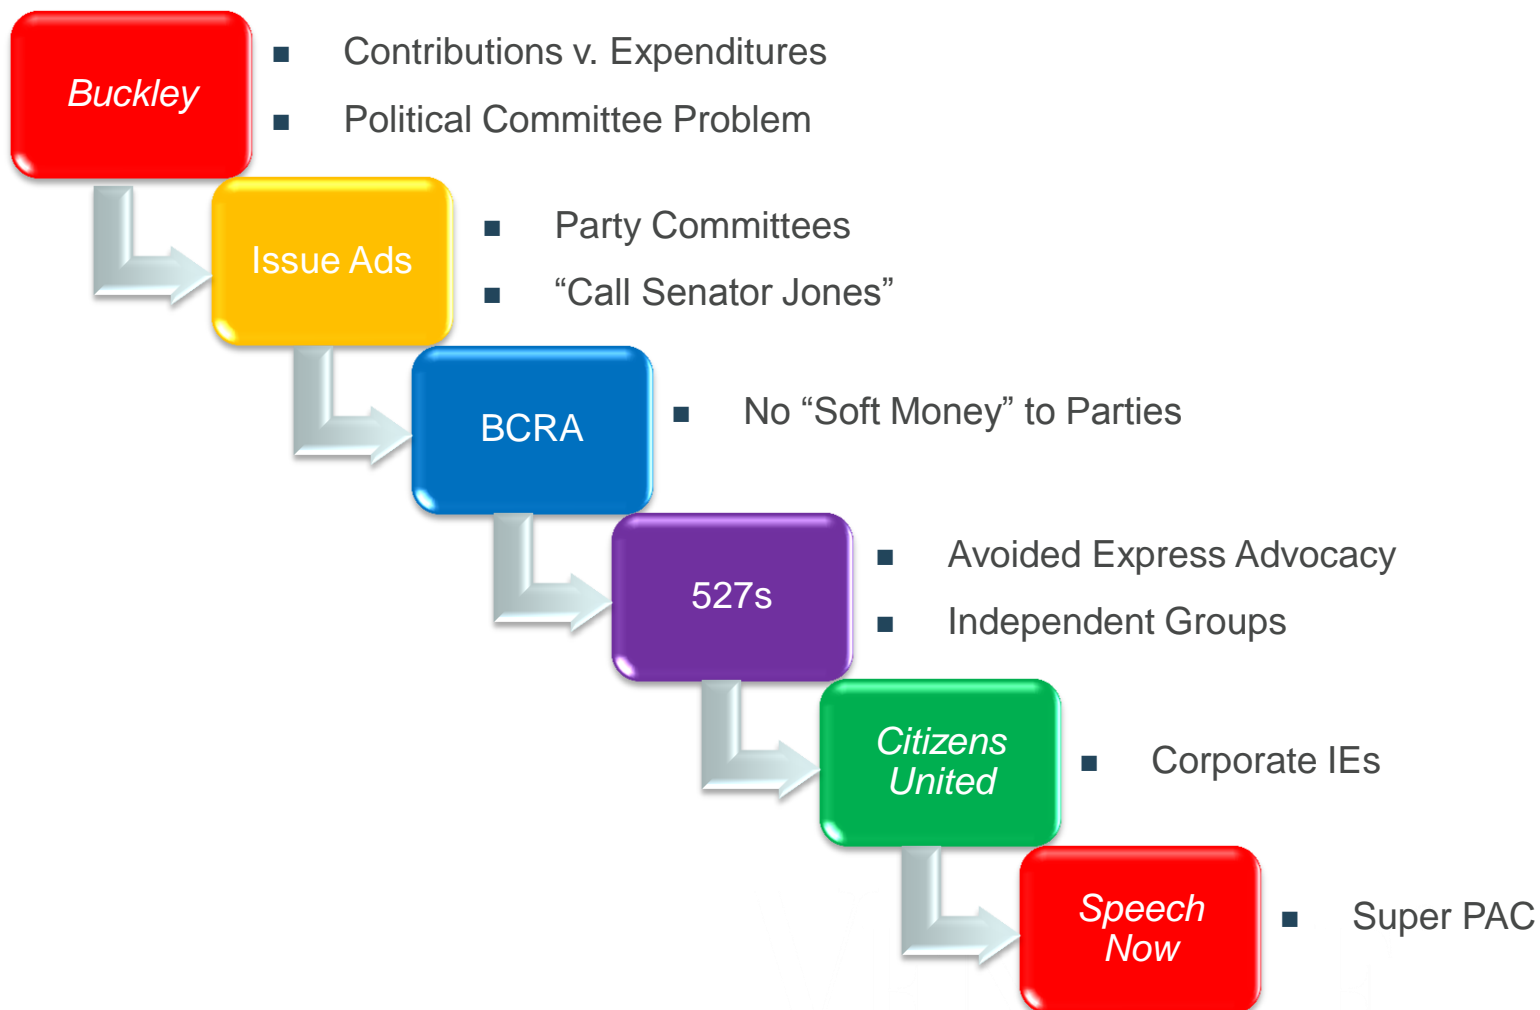 Buckley
■ Contributions v. Expenditures
■ Political Committee Problem
Issue Ads
■ Party Committees
■ “Call Senator Jones”
BCRA
■ No “Soft Money” to Parties
527s
■ Avoided Express Advocacy
■ Independent Groups
Citizens
United
■ Corporate IEs
Speech
Now
■ Super PAC